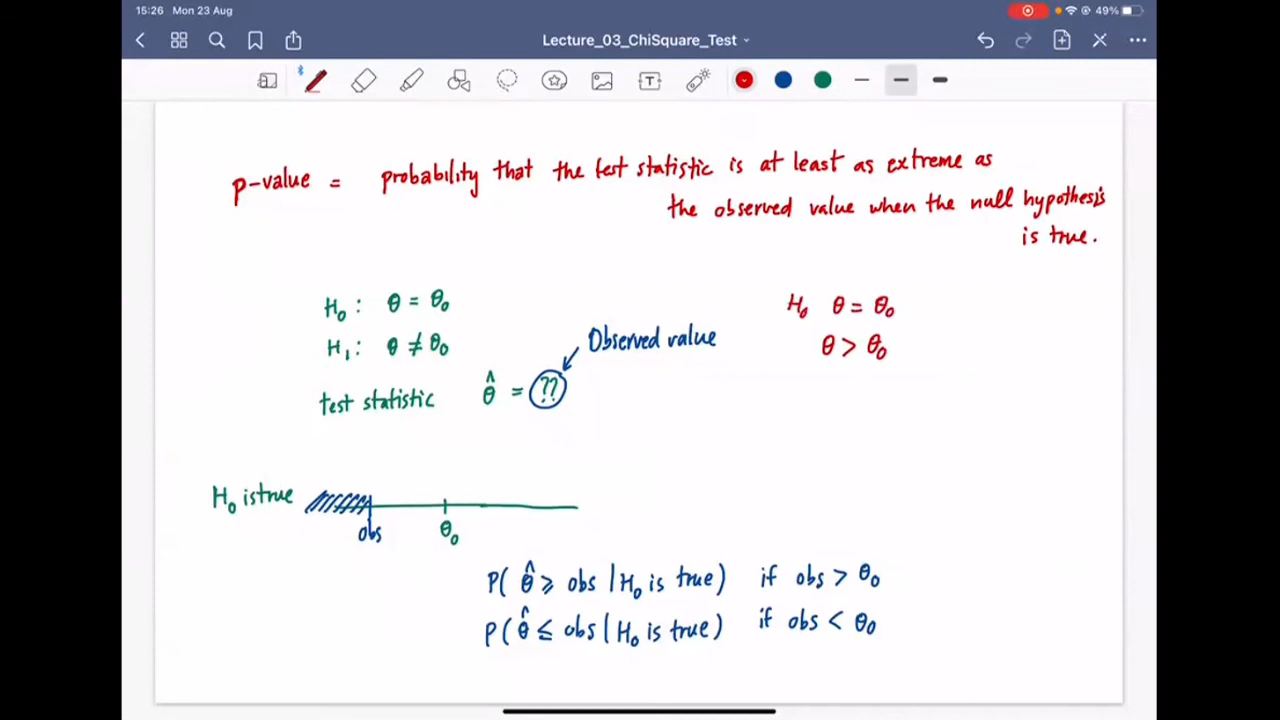 15:26 Mon 23 Aug
49%
Lecture_03_ChiSquare_Test
p-value = probability that the test statistic is at least as extreme as
the observed value when the null hypothesis
is true.
H₀ : θ = θ₀
H₁ : θ ≠ θ₀
Observed value
test statistic θ̂ = ??
H₀ θ = θ₀
θ > θ₀
H₀ is true
obs θ₀
P( θ̂ ⩾ obs | H₀ is true) if obs > θ₀
P( θ̂ ≤ obs | H₀ is true) if obs < θ₀